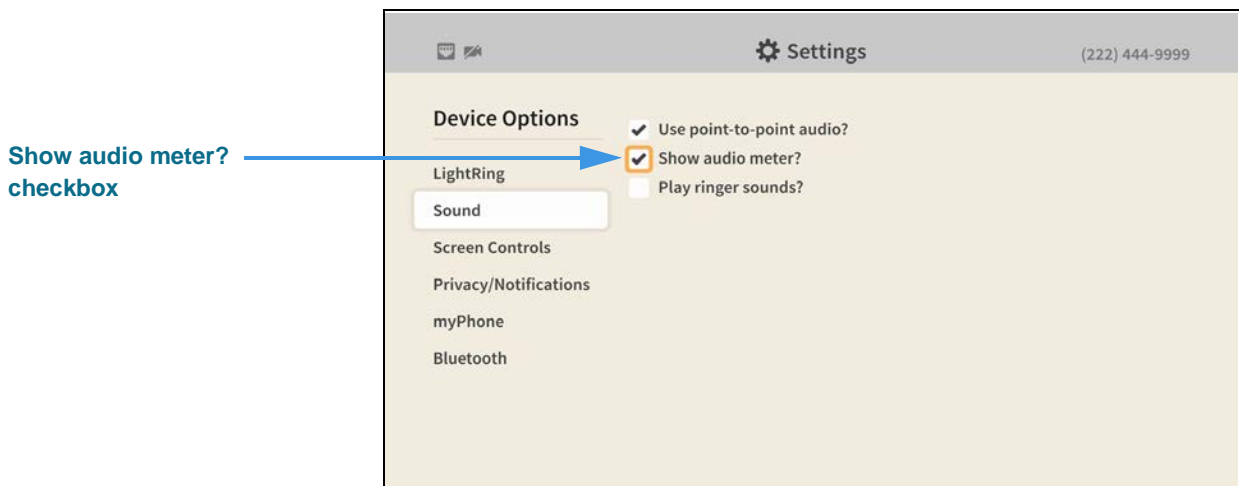 Settings
(222) 444-9999
Device Options
Use point-to-point audio?
Show audio meter?
checkbox
Show audio meter?
LightRing
Play ringer sounds?
Sound
Screen Controls
Privacy/Notifications
myPhone
Bluetooth